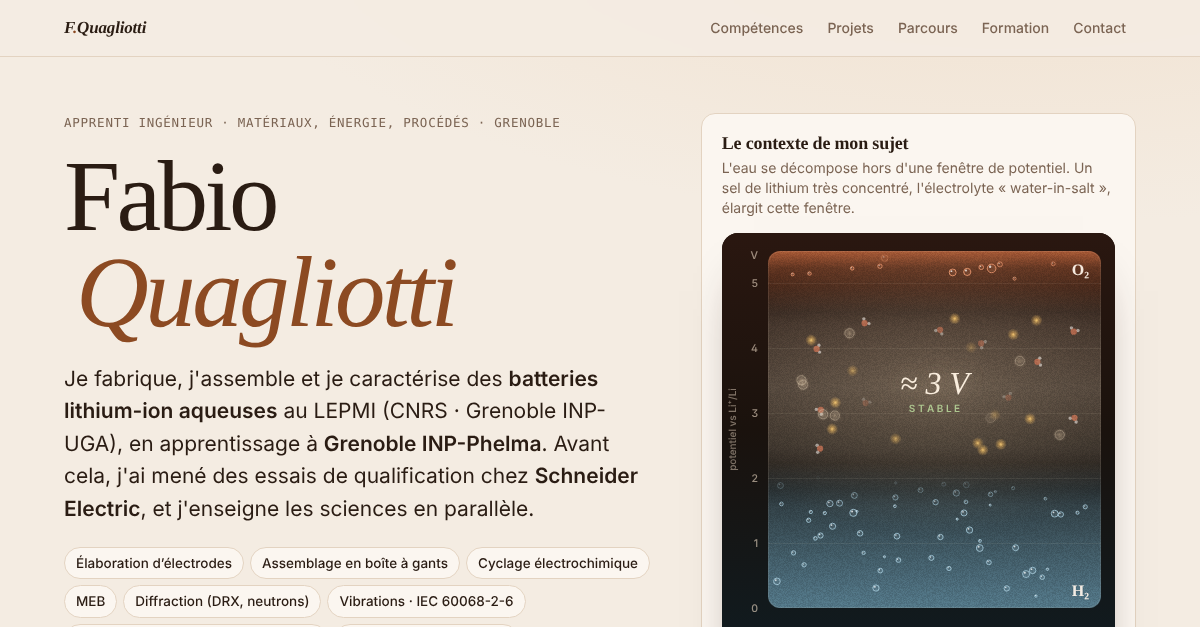 F.Quagliotti
Compétences Projets Parcours Formation Contact
APPRENTI INGÉNIEUR · MATÉRIAUX, ÉNERGIE, PROCÉDÉS · GRENOBLE
Fabio
Quagliotti
Je fabrique, j'assemble et je caractérise des batteries
lithium-ion aqueuses au LEPMI (CNRS · Grenoble INP-
UGA), en apprentissage à Grenoble INP-Phelma. Avant
cela, j'ai mené des essais de qualification chez Schneider
Electric, et j'enseigne les sciences en parallèle.
Élaboration d'électrodes Assemblage en boîte à gants Cyclage électrochimique
MEB Diffraction (DRX, neutrons) Vibrations · IEC 60068-2-6
Le contexte de mon sujet
L'eau se décompose hors d'une fenêtre de potentiel. Un
sel de lithium très concentré, l'électrolyte « water-in-salt »,
élargit cette fenêtre.
V
O₂
5
4
≈ 3 V
STABLE
3
potentiel vs Li⁺/Li
2
1
H₂
0